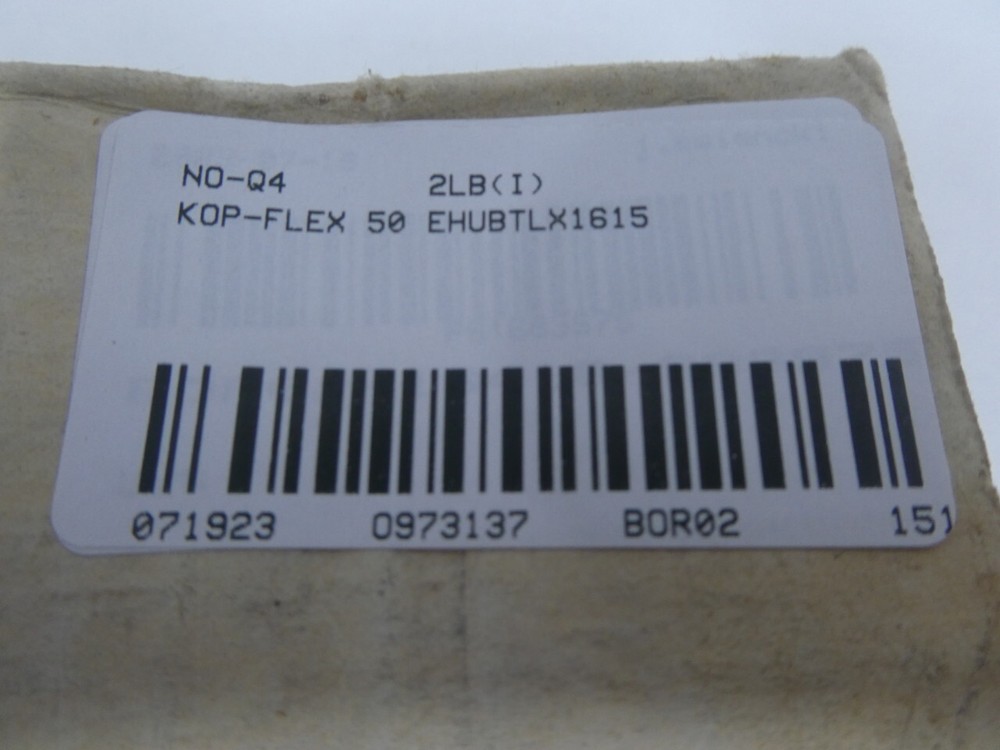 NO-Q4 2LB(I)
KOP-FLEX 50 EHUBTLX1615
071923 0973137 BOR02 151